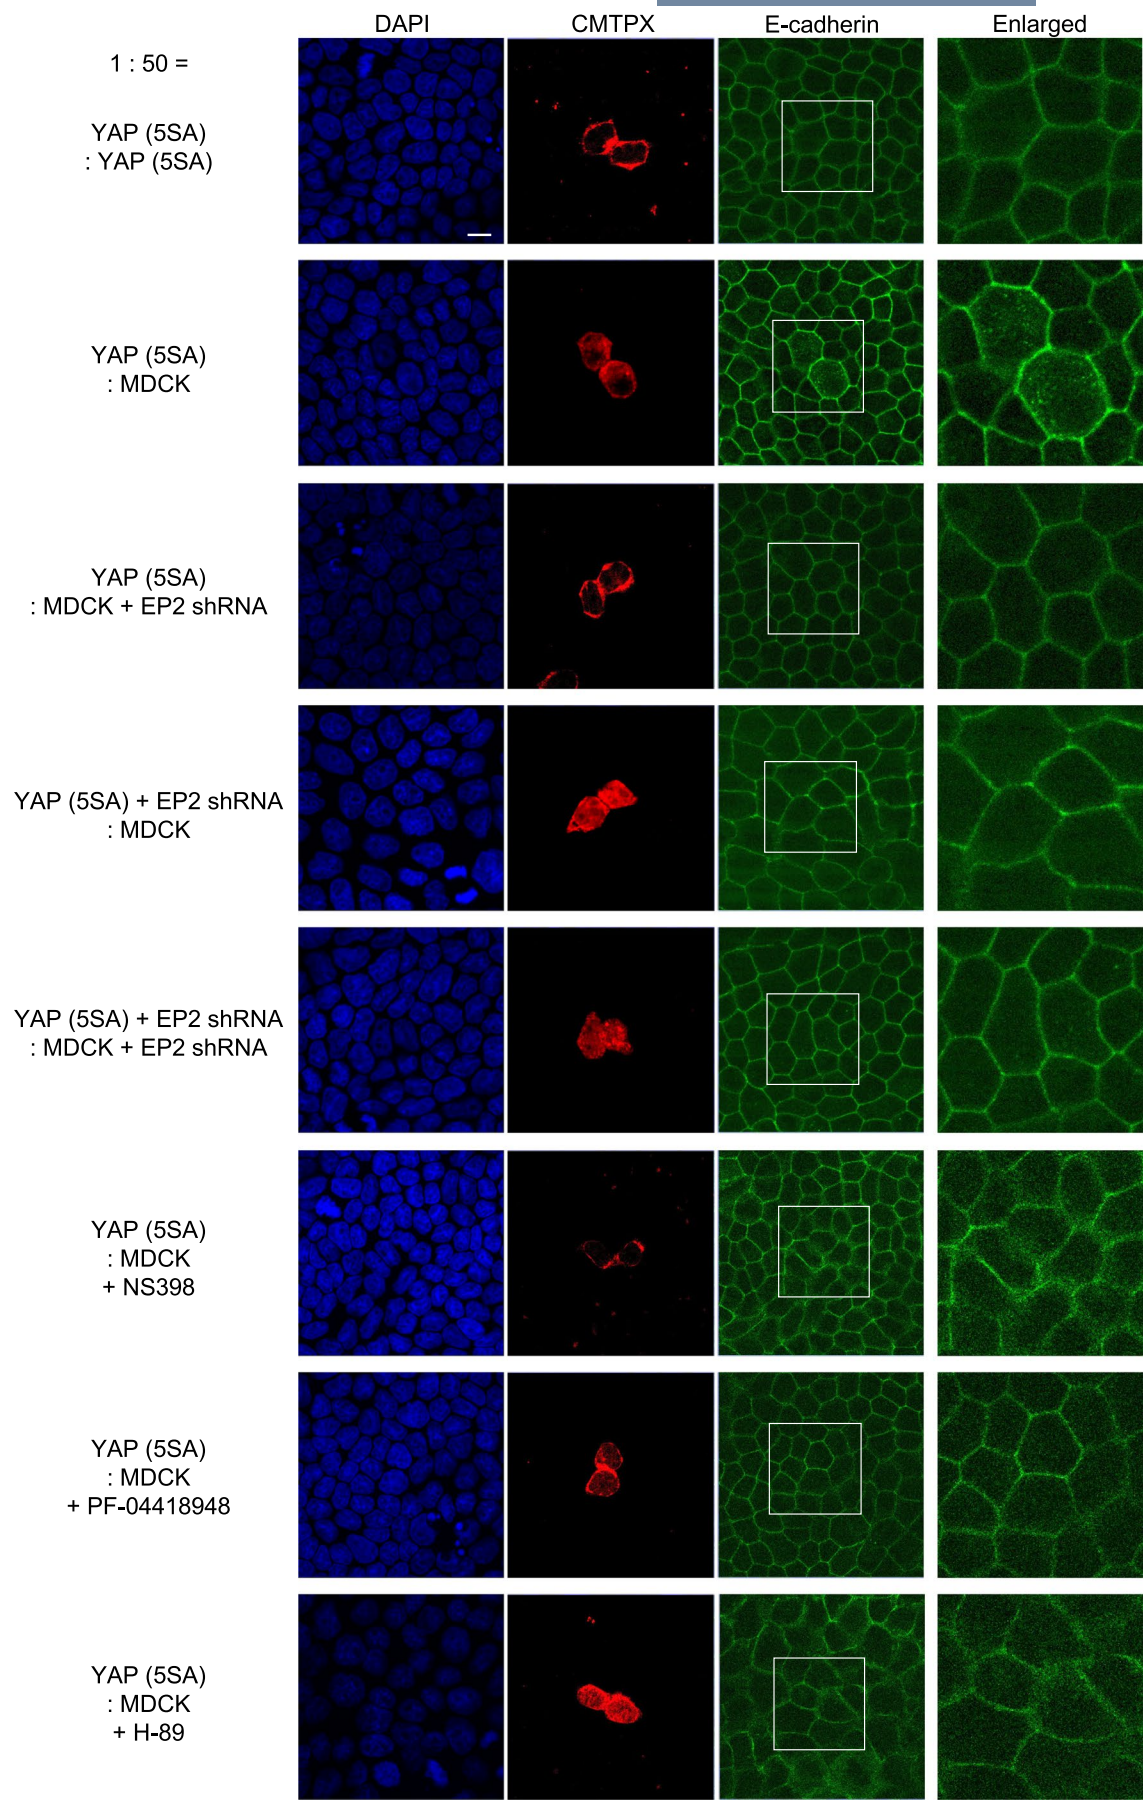 DAPI CMTPX E-cadherin Enlarged
1 : 50 =
YAP (5SA)
: YAP (5SA)
YAP (5SA)
: MDCK
YAP (5SA)
: MDCK + EP2 shRNA
YAP (5SA) + EP2 shRNA
: MDCK
YAP (5SA) + EP2 shRNA
: MDCK + EP2 shRNA
YAP (5SA)
: MDCK
+ NS398
YAP (5SA)
: MDCK
+ PF-04418948
YAP (5SA)
: MDCK
+ H-89